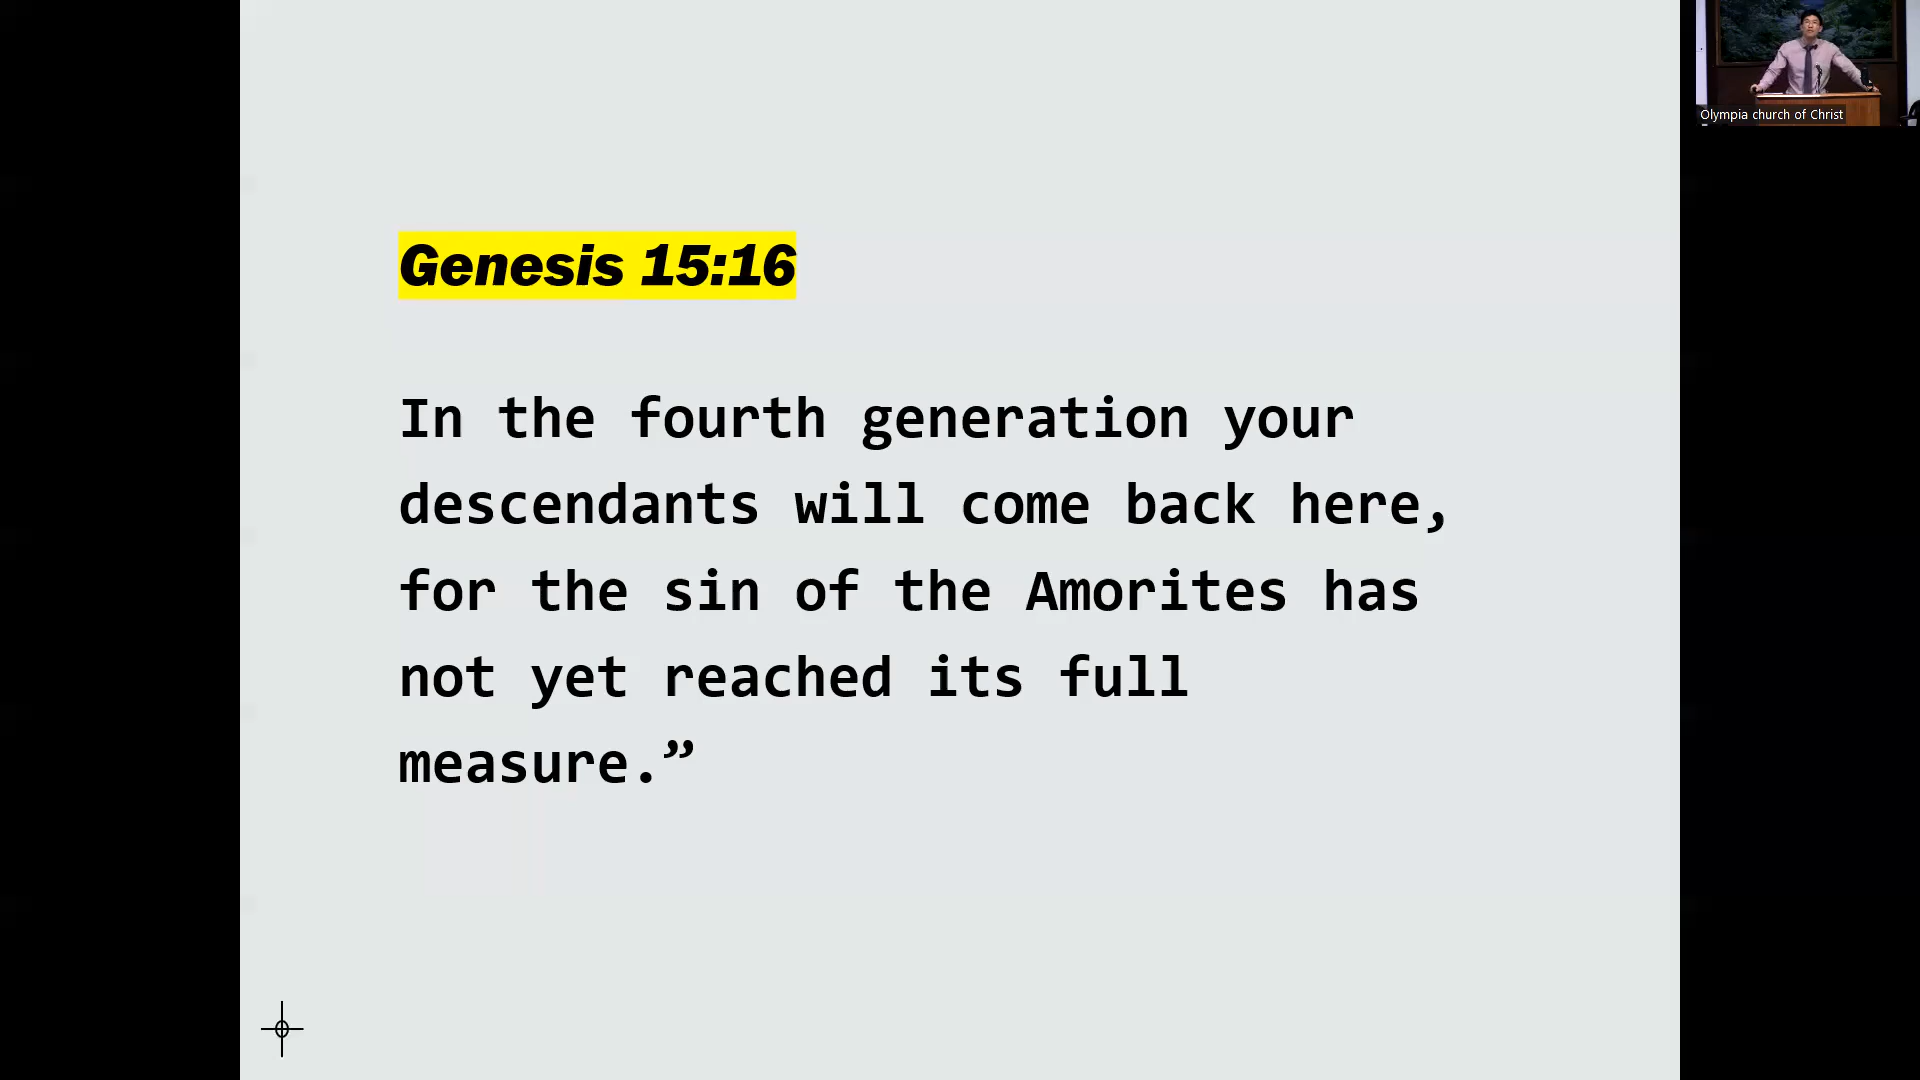 Genesis 15:16
In the fourth generation your
descendants will come back here,
for the sin of the Amorites has
not yet reached its full
measure.”
Olympia church of Christ